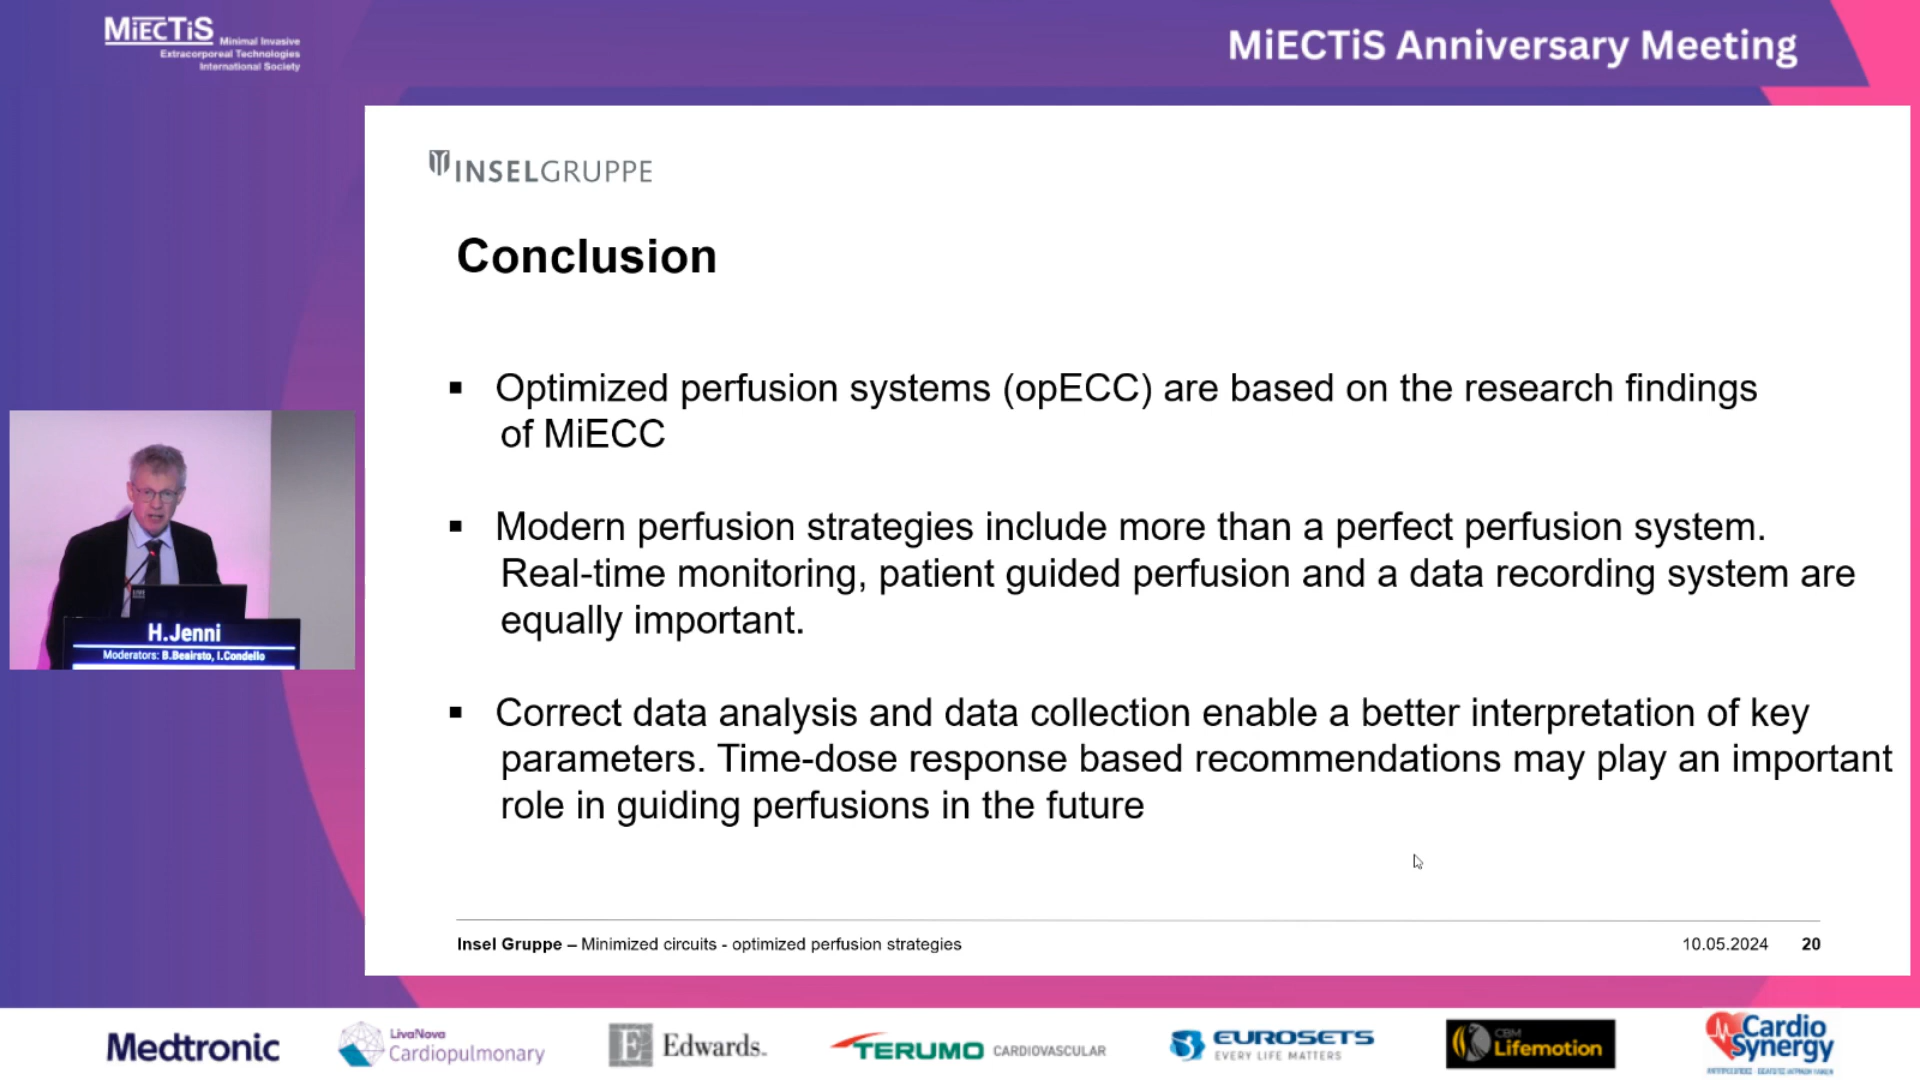 MiECTiS Minimal Invasive
Extracorporeal Technologies
International Society
MiECTiS Anniversary Meeting
INSELGRUPPE
Conclusion
▪ Optimized perfusion systems (opECC) are based on the research findings
of MiECC
▪ Modern perfusion strategies include more than a perfect perfusion system.
Real-time monitoring, patient guided perfusion and a data recording system are
equally important.
▪ Correct data analysis and data collection enable a better interpretation of key
parameters. Time-dose response based recommendations may play an important
role in guiding perfusions in the future
H.Jenni
Moderators: B.Beairsto, I.Condello
Insel Gruppe – Minimized circuits - optimized perfusion strategies
10.05.2024 20
Medtronic
LivaNova
Cardiopulmonary
E Edwards.
TERUMO CARDIOVASCULAR
EUROSETS
EVERY LIFE MATTERS
CBM
Lifemotion
Cardio
Synergy